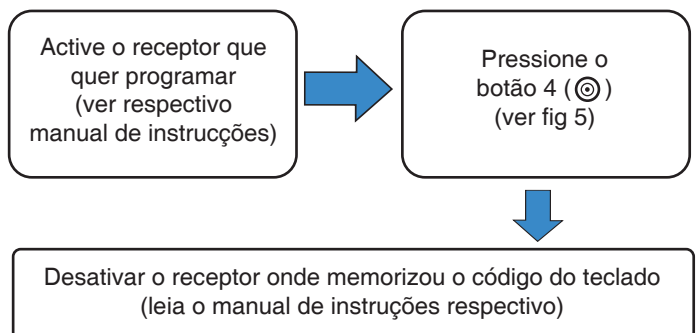 Active o receptor que
quer programar
(ver respectivo
manual de instrucções)
Pressione o
botão 4 (◎)
(ver fig 5)
Desativar o receptor onde memorizou o código do teclado
(leia o manual de instruções respectivo)